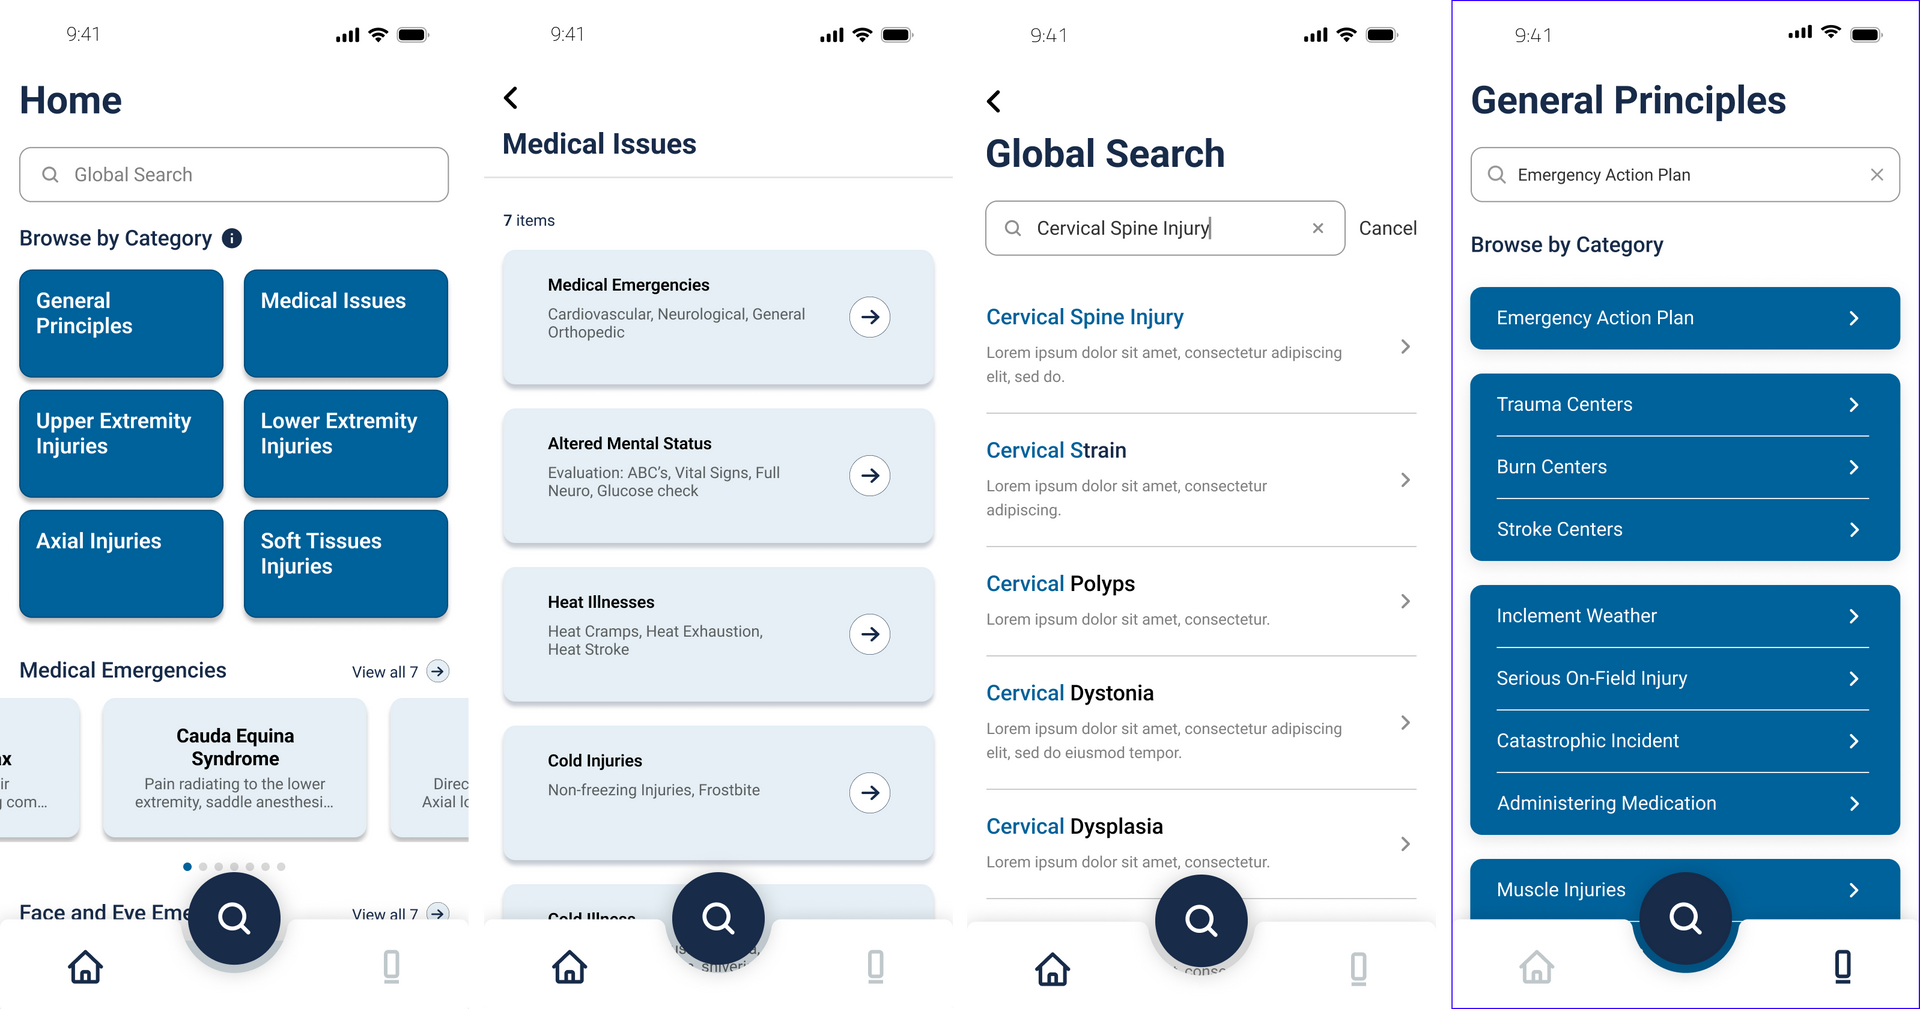 9:41
Home
Global Search
Browse by Category
General
Principles
Medical Issues
Upper Extremity
Injuries
Lower Extremity
Injuries
Axial Injuries
Soft Tissues
Injuries
Medical Emergencies
View all 7
x
ir
com...
Cauda Equina
Syndrome
Pain radiating to the lower
extremity, saddle anesthesi...
Direc
Axial lo
Face and Eye Eme
View all 7
9:41
Medical Issues
7 items
Medical Emergencies
Cardiovascular, Neurological, General
Orthopedic
Altered Mental Status
Evaluation: ABC's, Vital Signs, Full
Neuro, Glucose check
Heat Illnesses
Heat Cramps, Heat Exhaustion,
Heat Stroke
Cold Injuries
Non-freezing Injuries, Frostbite
Cold Illness
9:41
Global Search
Cervical Spine Injury
Cancel
Cervical Spine Injury
Lorem ipsum dolor sit amet, consectetur adipiscing
elit, sed do.
Cervical Strain
Lorem ipsum dolor sit amet, consectetur
adipiscing.
Cervical Polyps
Lorem ipsum dolor sit amet, consectetur.
Cervical Dystonia
Lorem ipsum dolor sit amet, consectetur adipiscing
elit, sed do eiusmod tempor.
Cervical Dysplasia
Lorem ipsum dolor sit amet, consectetur.
9:41
General Principles
Emergency Action Plan
Browse by Category
Emergency Action Plan
Trauma Centers
Burn Centers
Stroke Centers
Inclement Weather
Serious On-Field Injury
Catastrophic Incident
Administering Medication
Muscle Injuries